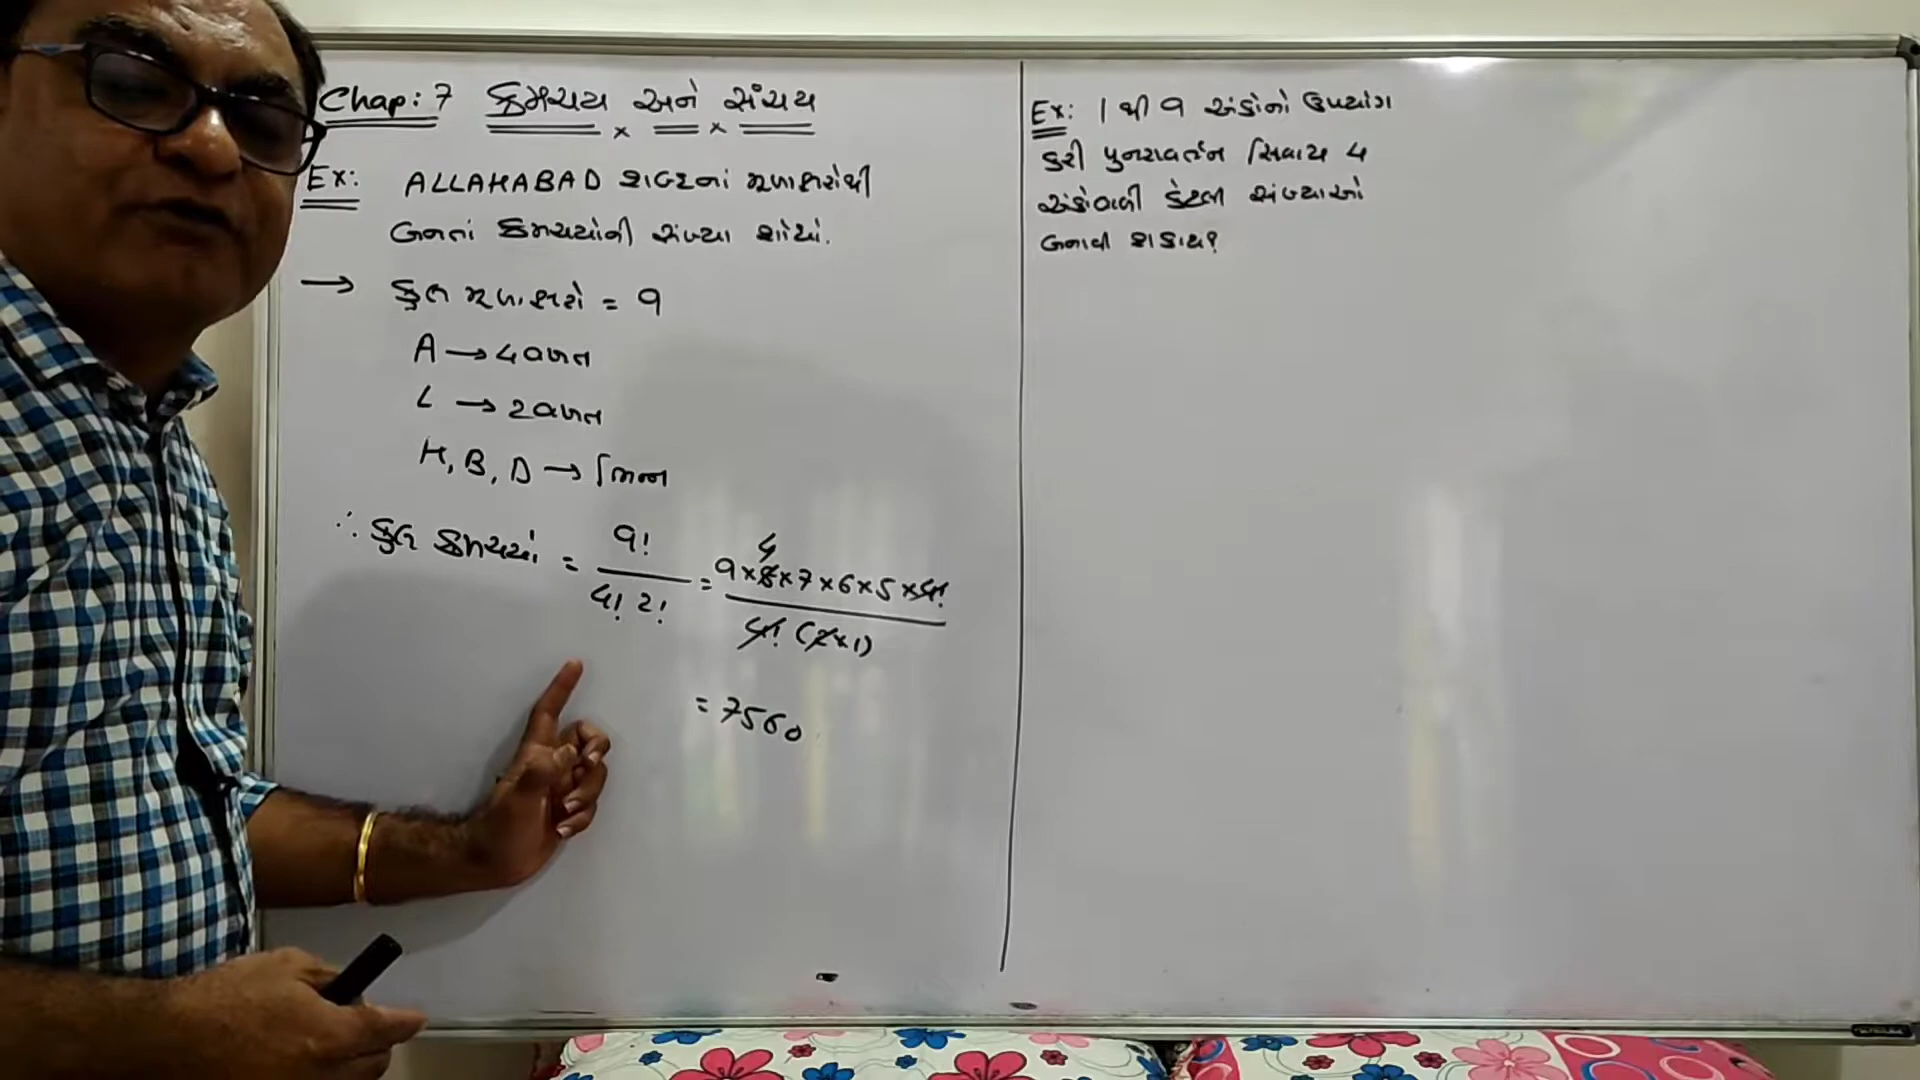 Chap: 7 ક્રમચય અને સંચય
Ex: ALLAHABAD શબ્દનાં મૂળાક્ષરોથી
બનતાં ક્રમચયોની સંખ્યા શોધો.
→ કુલ મૂળાક્ષરો = 9
A → 4 વખત
L → 2 વખત
H, B, D → ભિન્ન
∴ કુલ ક્રમચયો = 9! / 4! 2! = 9×8×7×6×5×4! / 4! (2×1)
4
= 7560
Ex: 1 થી 9 અંકોનો ઉપયોગ
કરી પુનરાવર્તન સિવાય 4
અંકોવાળી કેટલી સંખ્યાઓ
બનાવી શકાય?